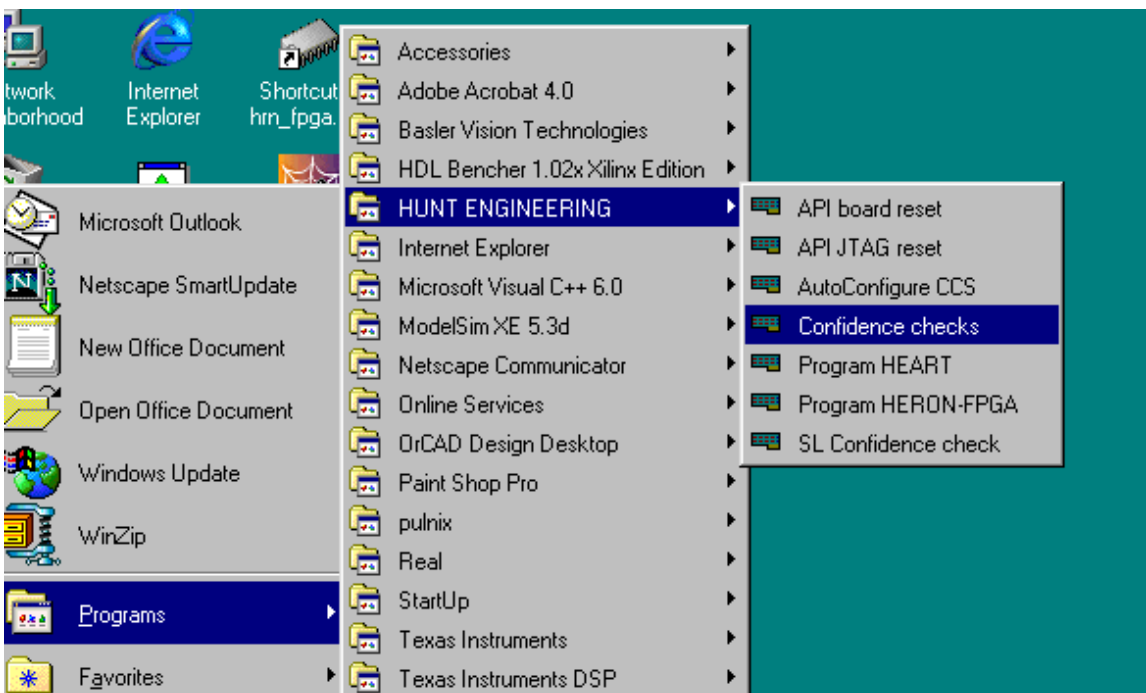 twork
borhood
Internet
Explorer
Shortcut
hrn_fpga.
Microsoft Outlook
Netscape SmartUpdate
New Office Document
Open Office Document
Windows Update
WinZip
Programs
Favorites
Accessories
Adobe Acrobat 4.0
Basler Vision Technologies
HDL Bencher 1.02x Xilinx Edition
HUNT ENGINEERING
Internet Explorer
Microsoft Visual C++ 6.0
ModelSim XE 5.3d
Netscape Communicator
Online Services
OrCAD Design Desktop
Paint Shop Pro
pulnix
Real
StartUp
Texas Instruments
Texas Instruments DSP
API board reset
API JTAG reset
AutoConfigure CCS
Confidence checks
Program HEART
Program HERON-FPGA
SL Confidence check